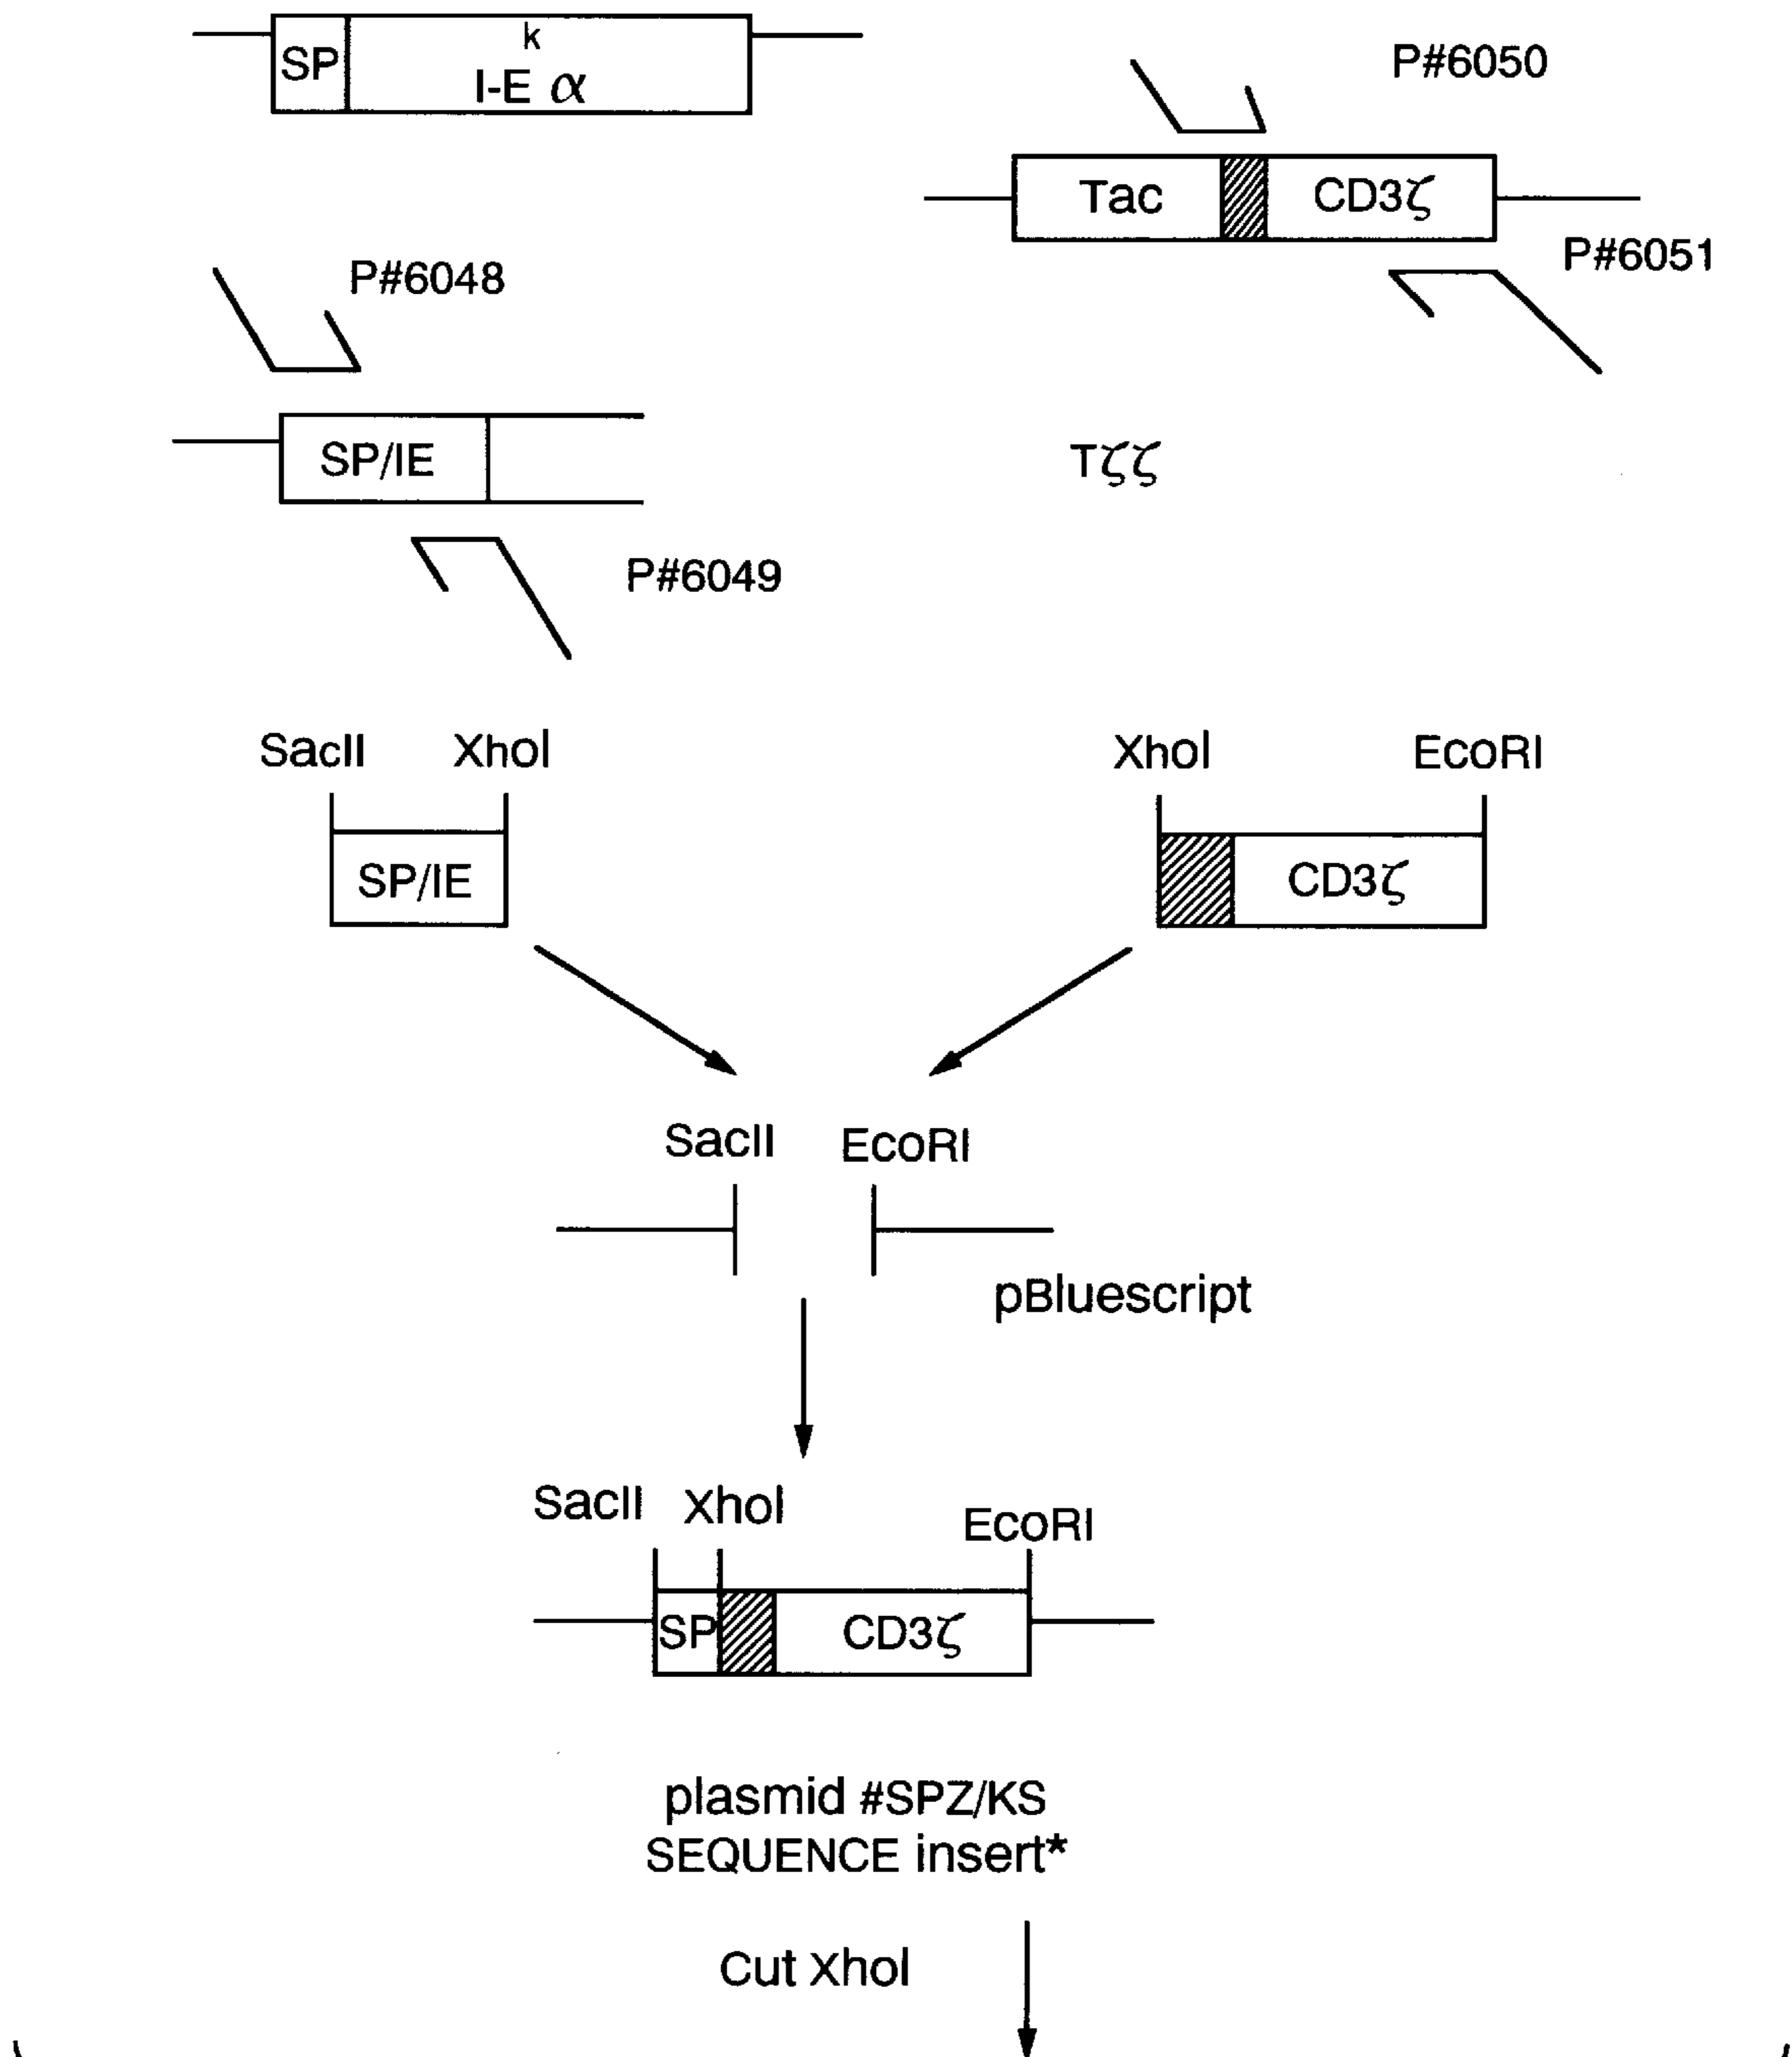 k
SP
I-E α
P#6050
Tac
CD3ζ
P#6051
P#6048
SP/IE
Tζζ
P#6049
SacII XhoI
XhoI EcoRI
SP/IE
CD3ζ
SacII EcoRI
pBluescript
SacII XhoI EcoRI
SP CD3ζ
plasmid #SPZ/KS
SEQUENCE insert*
Cut XhoI